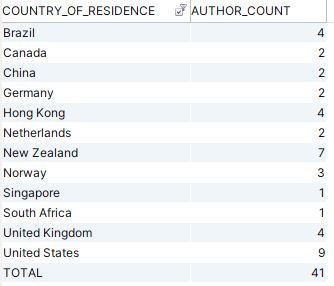 COUNTRY_OF_RESIDENCE AUTHOR_COUNT
Brazil 4
Canada 2
China 2
Germany 2
Hong Kong 4
Netherlands 2
New Zealand 7
Norway 3
Singapore 1
South Africa 1
United Kingdom 4
United States 9
TOTAL 41